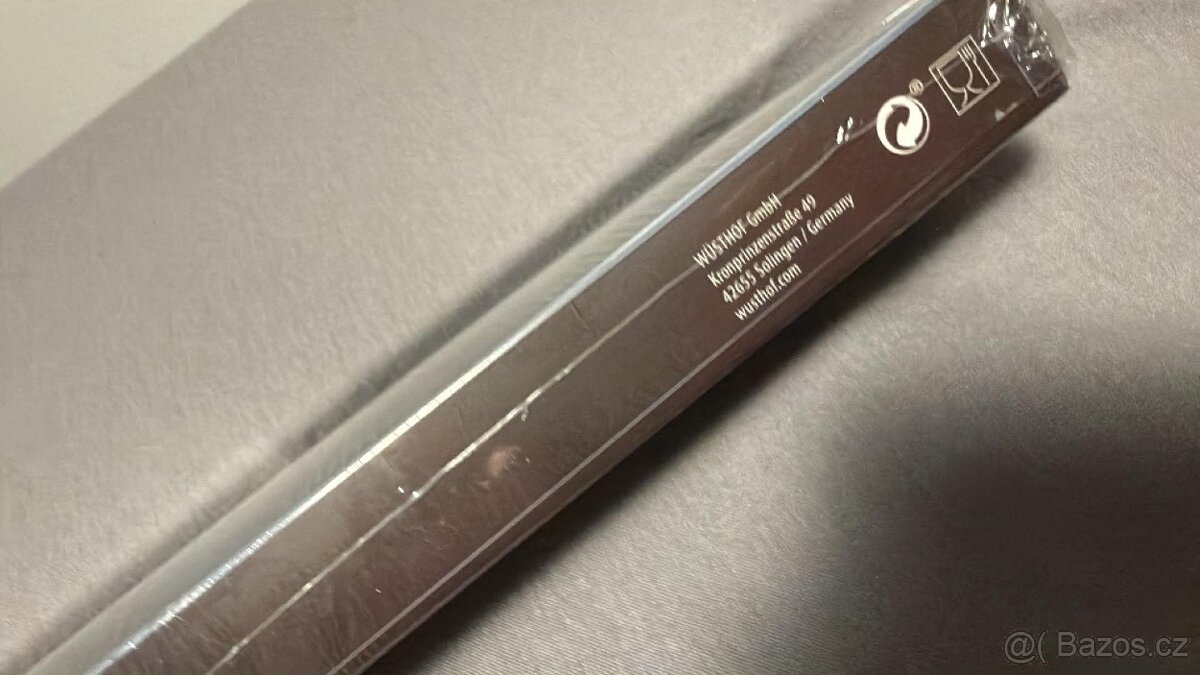 WÜSTHOF GmbH
Kronprinzenstraße 49
42655 Solingen / Germany
wusthof.com
®
@( Bazos.cz